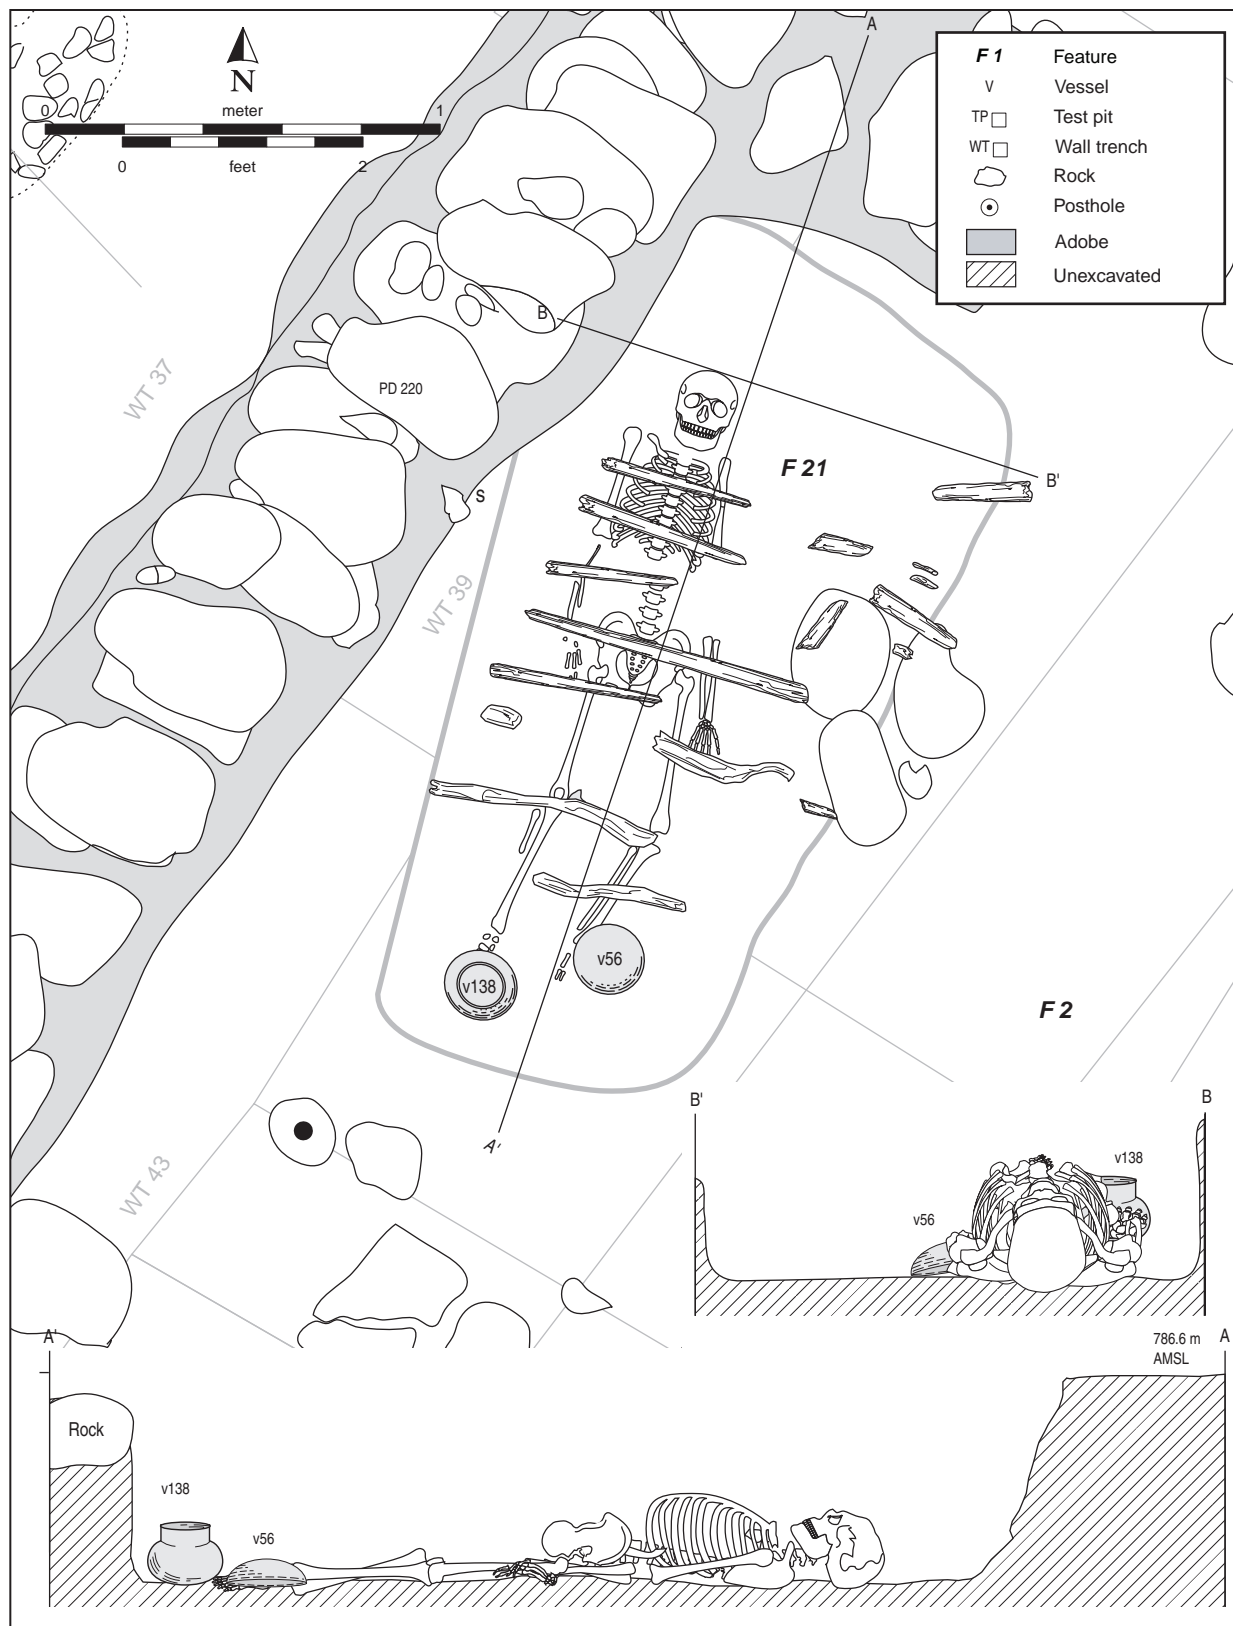 A
N
meter
0 1
0 2
feet
F 1 Feature
V Vessel
TP Test pit
WT Wall trench
Rock
Posthole
Adobe
Unexcavated
B
WT 37
PD 220
F 21
B'
S
WT 39
v56
v138
F 2
A'
WT 43
B' B
v138
v56
A' 786.6 m A
AMSL
Rock
v138
v56